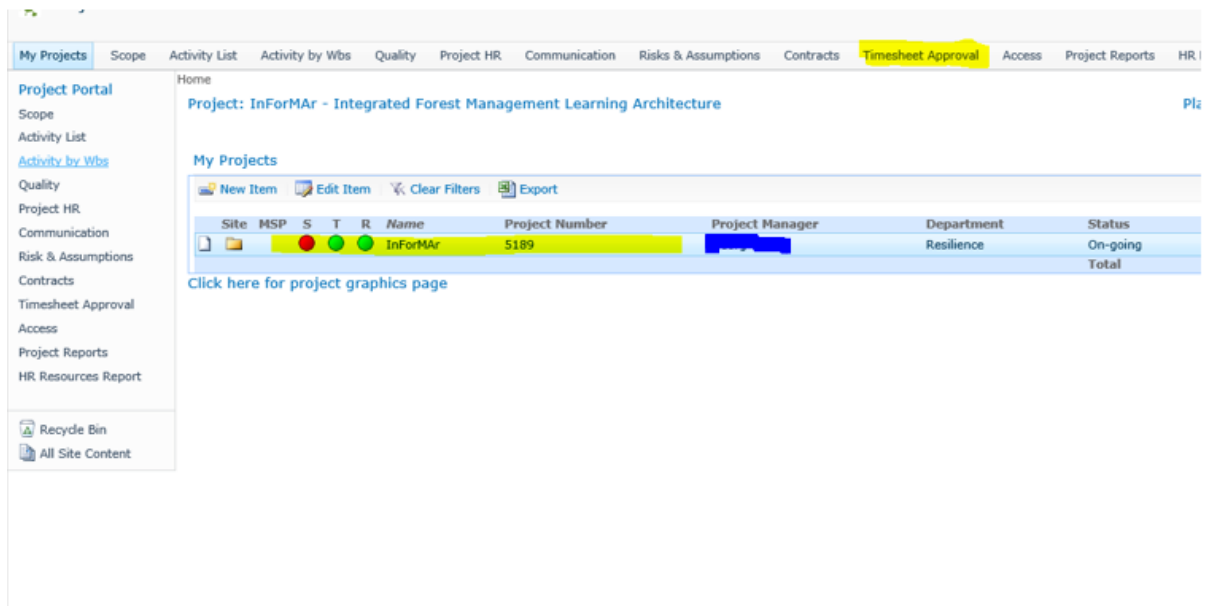 My Projects Scope Activity List Activity by Wbs Quality Project HR Communication Risks & Assumptions Contracts Timesheet Approval Access Project Reports HR
Project Portal
Scope
Activity List
Activity by Wbs
Quality
Project HR
Communication
Risk & Assumptions
Contracts
Timesheet Approval
Access
Project Reports
HR Resources Report
Recycle Bin
All Site Content
Home
Project: InForMAr - Integrated Forest Management Learning Architecture
My Projects
New Item Edit Item Clear Filters Export
Site MSP S T R Name Project Number Project Manager Department Status
InForMAr 5189 Resilience On-going
Total
Click here for project graphics page